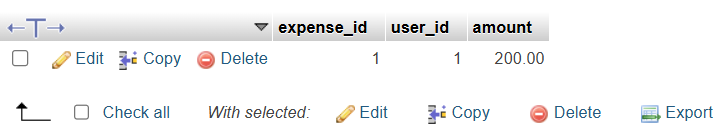 expense_id user_id amount
Edit Copy Delete 1 1 200.00
Check all With selected: Edit Copy Delete Export